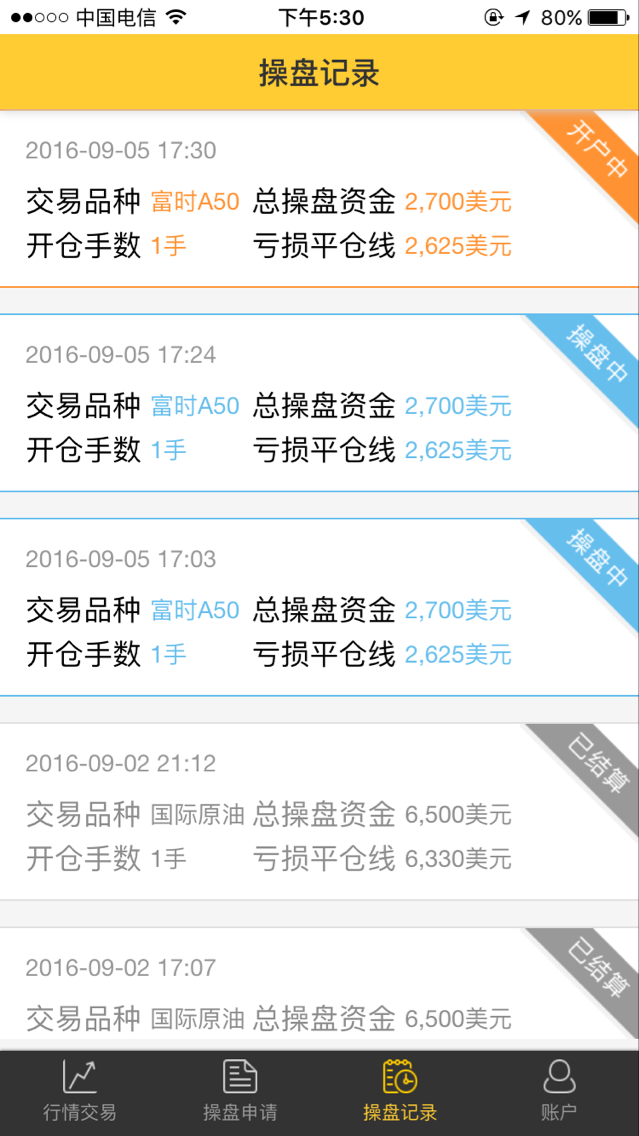 中国电信 下午5:30 80%
操盘记录
2016-09-05 17:30 开户中
交易品种 富时A50 总操盘资金 2,700美元
开仓手数 1手 亏损平仓线 2,625美元
2016-09-05 17:24 操盘中
交易品种 富时A50 总操盘资金 2,700美元
开仓手数 1手 亏损平仓线 2,625美元
2016-09-05 17:03 操盘中
交易品种 富时A50 总操盘资金 2,700美元
开仓手数 1手 亏损平仓线 2,625美元
2016-09-02 21:12 已结算
交易品种 国际原油 总操盘资金 6,500美元
开仓手数 1手 亏损平仓线 6,330美元
2016-09-02 17:07 已结算
交易品种 国际原油 总操盘资金 6,500美元
行情交易 操盘申请 操盘记录 账户